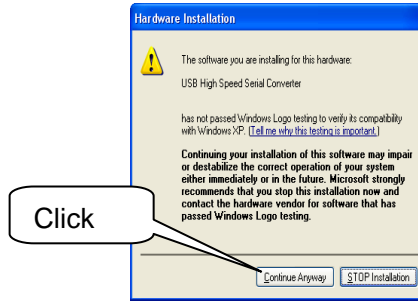 Hardware Installation
The software you are installing for this hardware:
USB High Speed Serial Converter
has not passed Windows Logo testing to verify its compatibility
with Windows XP. (Tell me why this testing is important.)
Continuing your installation of this software may impair
or destabilize the correct operation of your system
either immediately or in the future. Microsoft strongly
recommends that you stop this installation now and
contact the hardware vendor for software that has
passed Windows Logo testing.
Click
Continue Anyway
STOP Installation